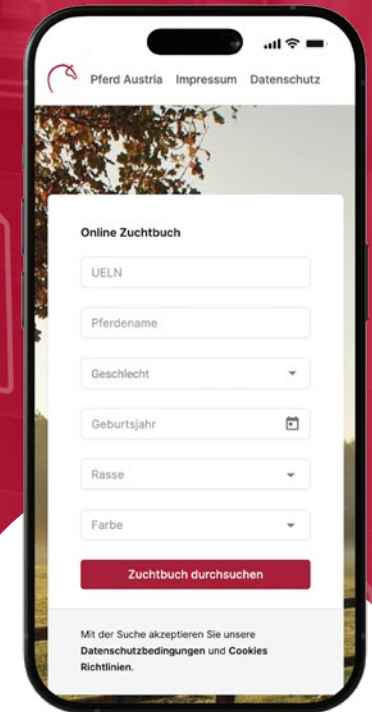 Pferd Austria Impressum Datenschutz
Online Zuchtbuch
UELN
Pferdename
Geschlecht
Geburtsjahr
Rasse
Farbe
Zuchtbuch durchsuchen
Mit der Suche akzeptieren Sie unsere
Datenschutzbedingungen und Cookies
Richtlinien.